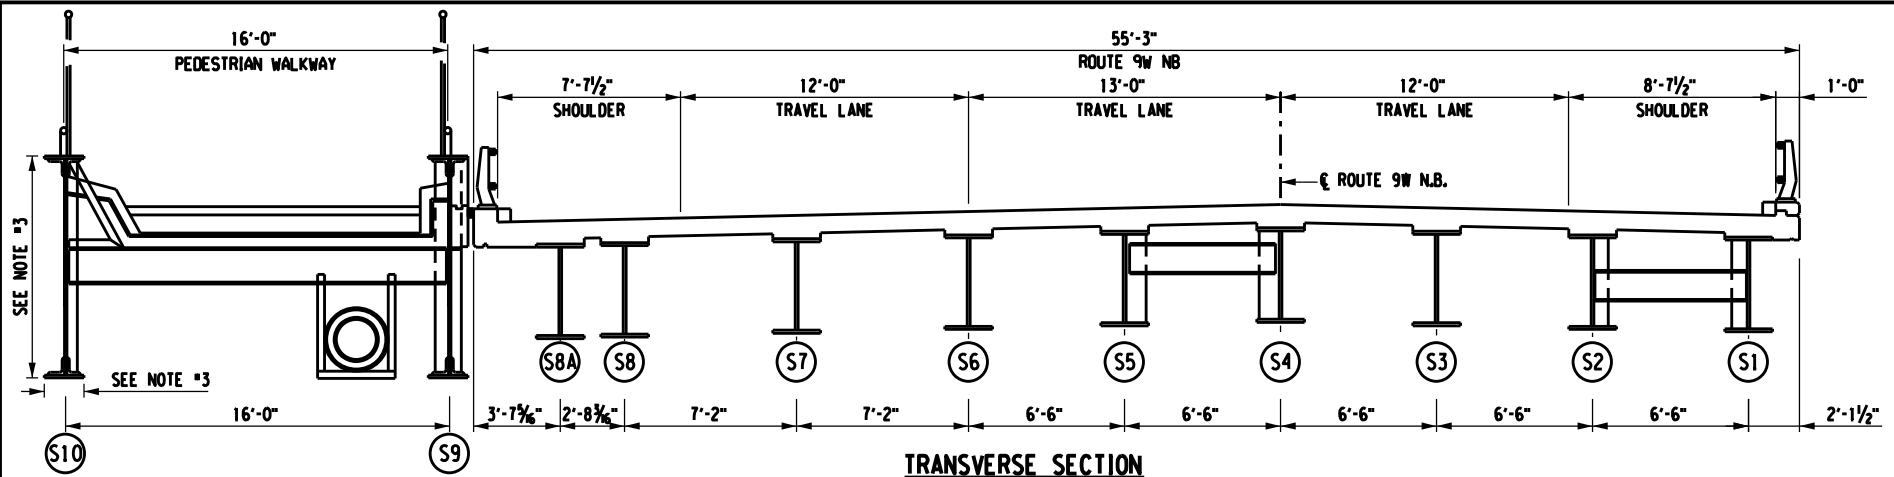 16'-0"
PEDESTRIAN WALKWAY
55'-3"
ROUTE 9W NB
7'-7½"
SHOULDER
12'-0"
TRAVEL LANE
13'-0"
TRAVEL LANE
12'-0"
TRAVEL LANE
8'-7½"
SHOULDER
1'-0"
℄ ROUTE 9W N.B.
SEE NOTE #3
SEE NOTE #3
S8A
S8
S7
S6
S5
S4
S3
S2
S1
16'-0"
3'-7⁵⁄₁₆"
2'-8³⁄₁₆"
7'-2"
7'-2"
6'-6"
6'-6"
6'-6"
6'-6"
6'-6"
2'-1½"
S10
S9
TRANSVERSE SECTION